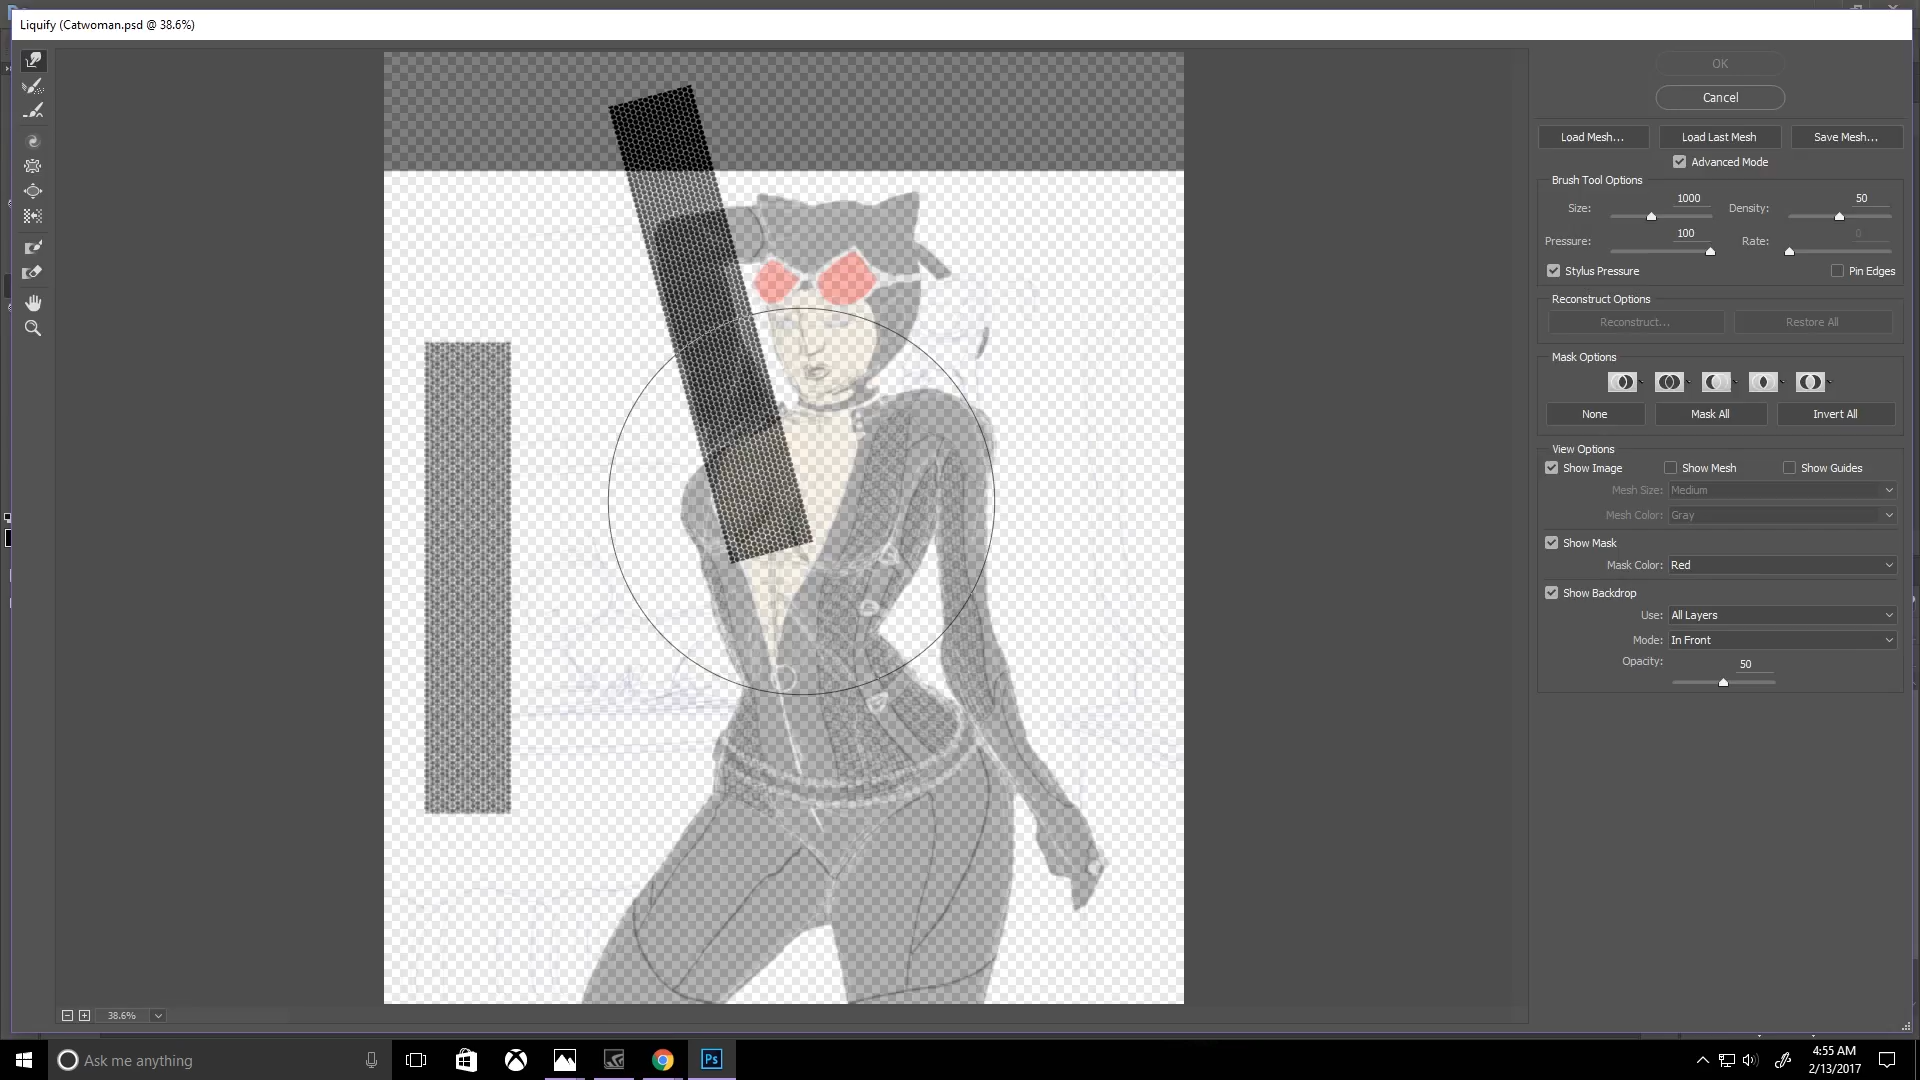 Liquify (Catwoman.psd @ 38.6%)
OK
Cancel
Load Mesh...
Load Last Mesh
Save Mesh...
Advanced Mode
Brush Tool Options
Size:
1000
Density:
50
Pressure:
100
Rate:
0
Stylus Pressure
Pin Edges
Reconstruct Options
Reconstruct...
Restore All
Mask Options
None
Mask All
Invert All
View Options
Show Image
Show Mesh
Show Guides
Mesh Size:
Medium
Mesh Color:
Gray
Show Mask
Mask Color:
Red
Show Backdrop
Use:
All Layers
Mode:
In Front
Opacity:
50
38.6%
Ask me anything
Ps
4:55 AM
2/13/2017